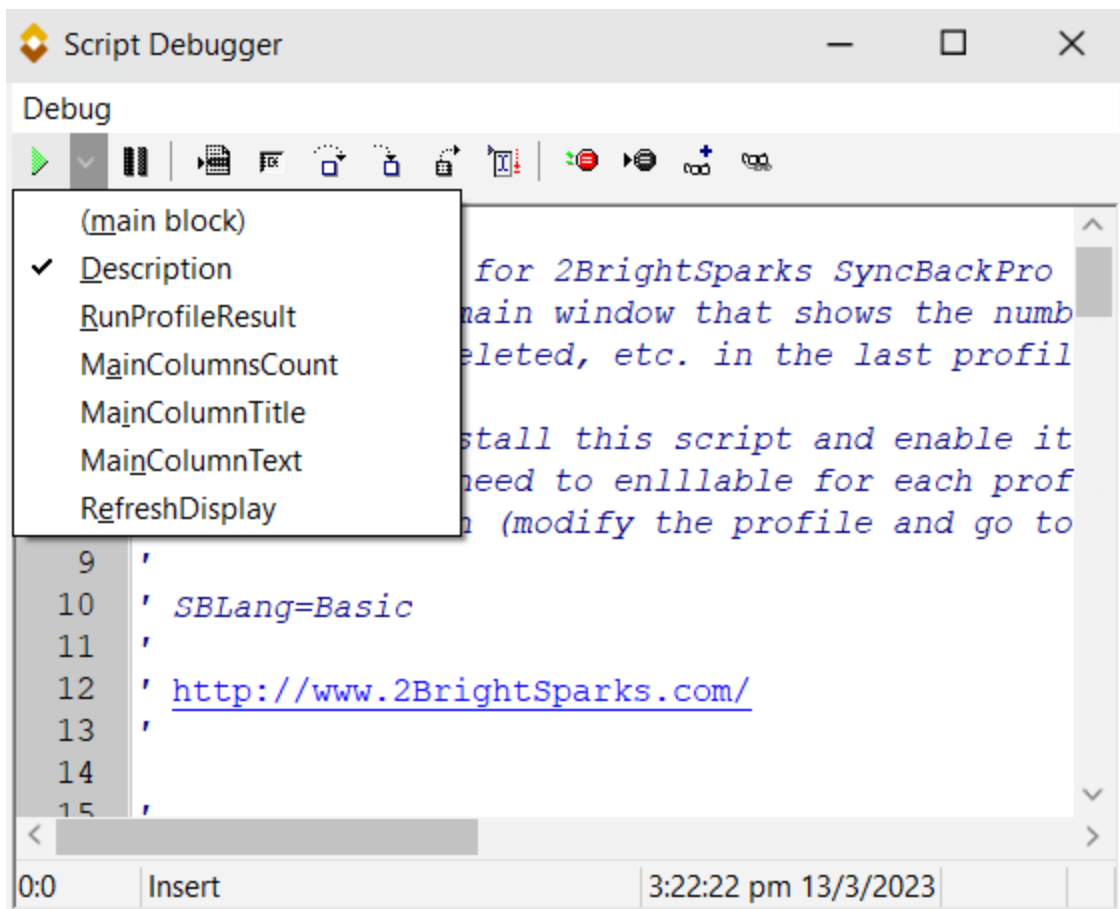 Script Debugger
Debug
(main block)
Description
RunProfileResult
MainColumnsCount
MainColumnTitle
MainColumnText
RefreshDisplay
for 2BrightSparks SyncBackPro
main window that shows the numb
eleted, etc. in the last profil
stall this script and enable it
need to enlllable for each prof
(modify the profile and go to
9 '
10 ' SBLang=Basic
11 '
12 ' http://www.2BrightSparks.com/
13 '
14
15 '
0:0 Insert 3:22:22 pm 13/3/2023